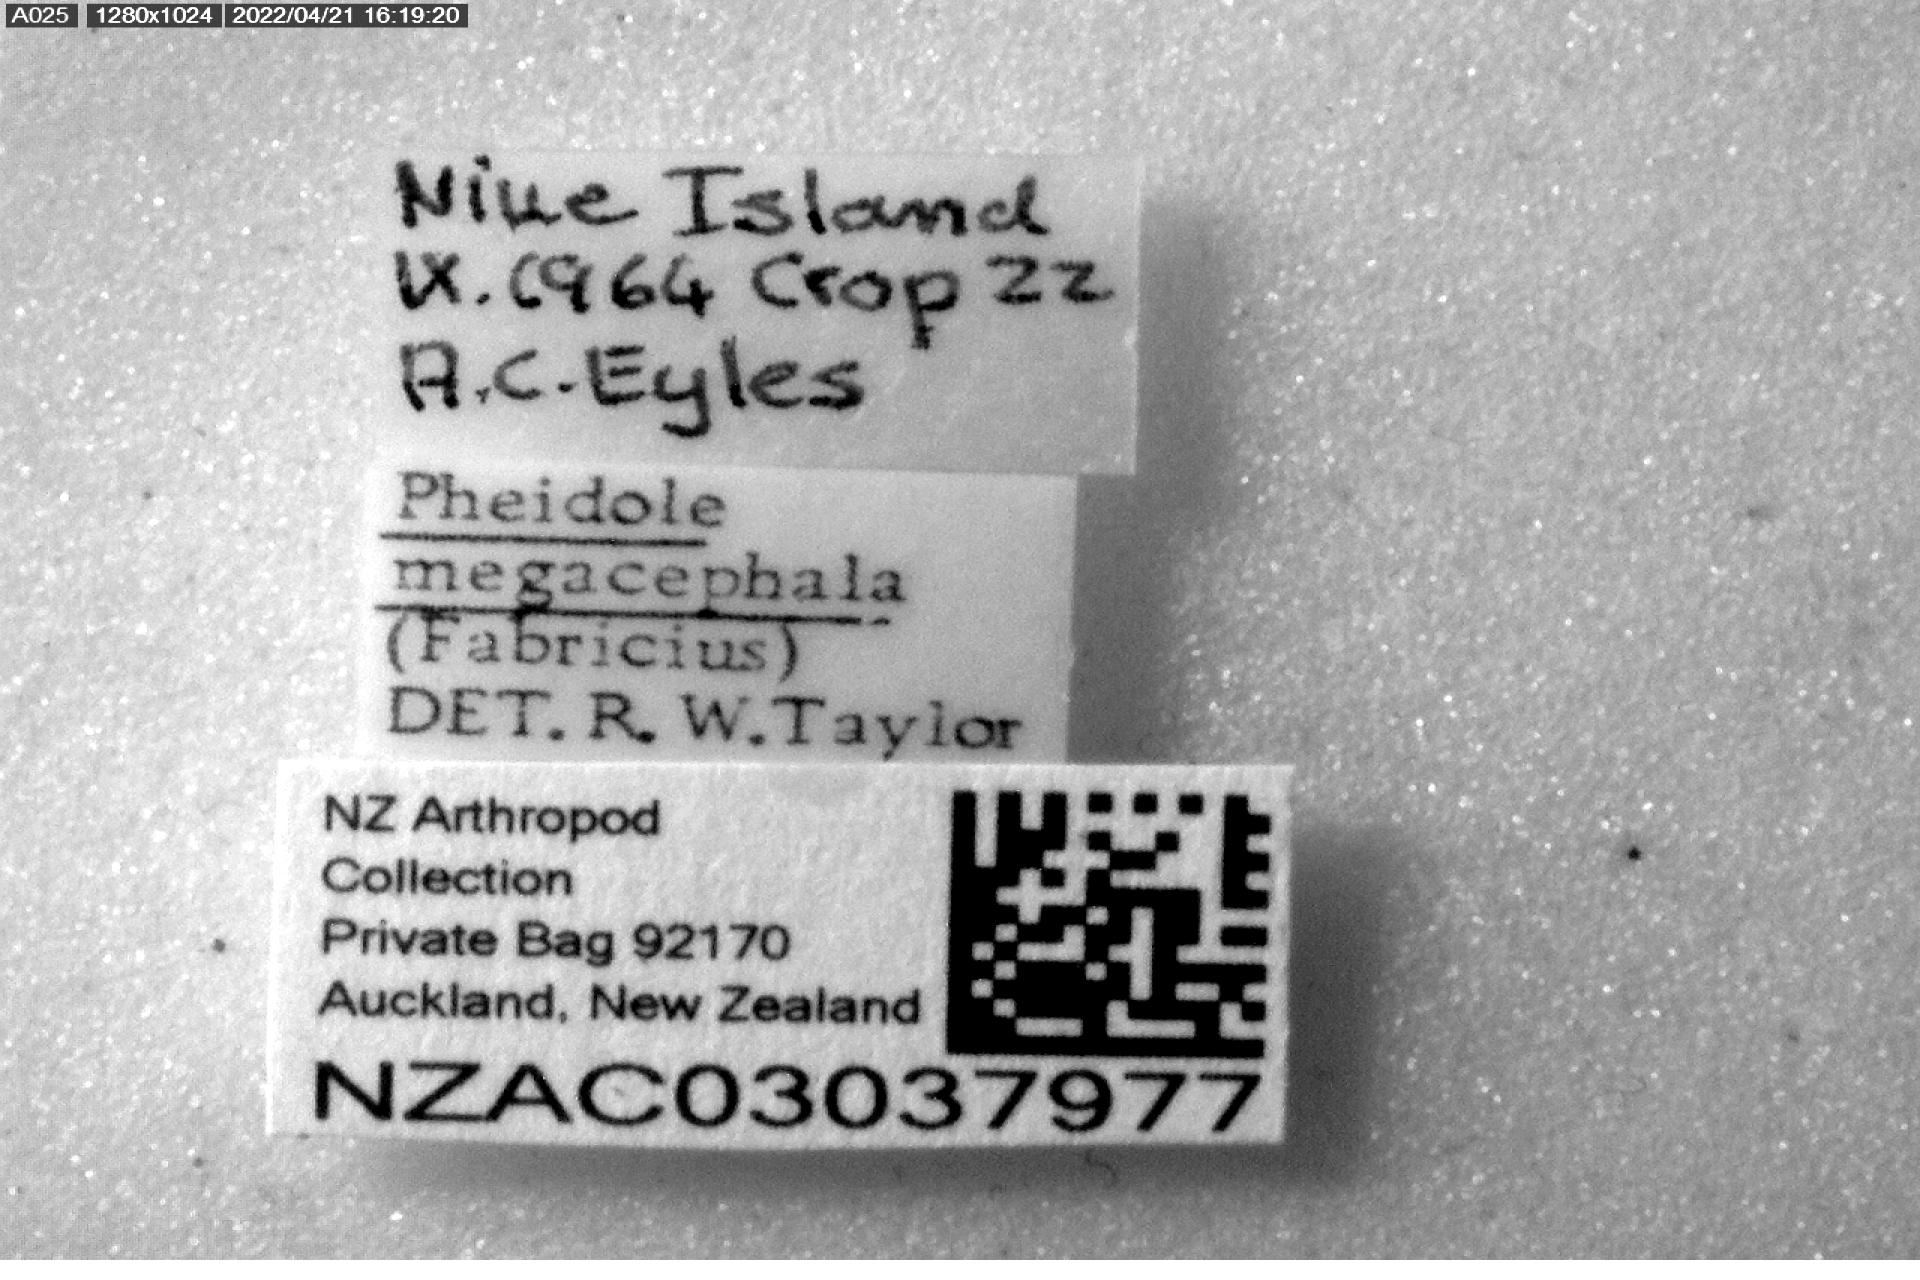 A025 1280x1024 2022/04/21 16:19:20
Niue Island
IX.1964 Crop 22
A.C.Eyles
Pheidole
megacephala
(Fabricius)
DET. R. W. Taylor
NZ Arthropod
Collection
Private Bag 92170
Auckland, New Zealand
NZAC03037977